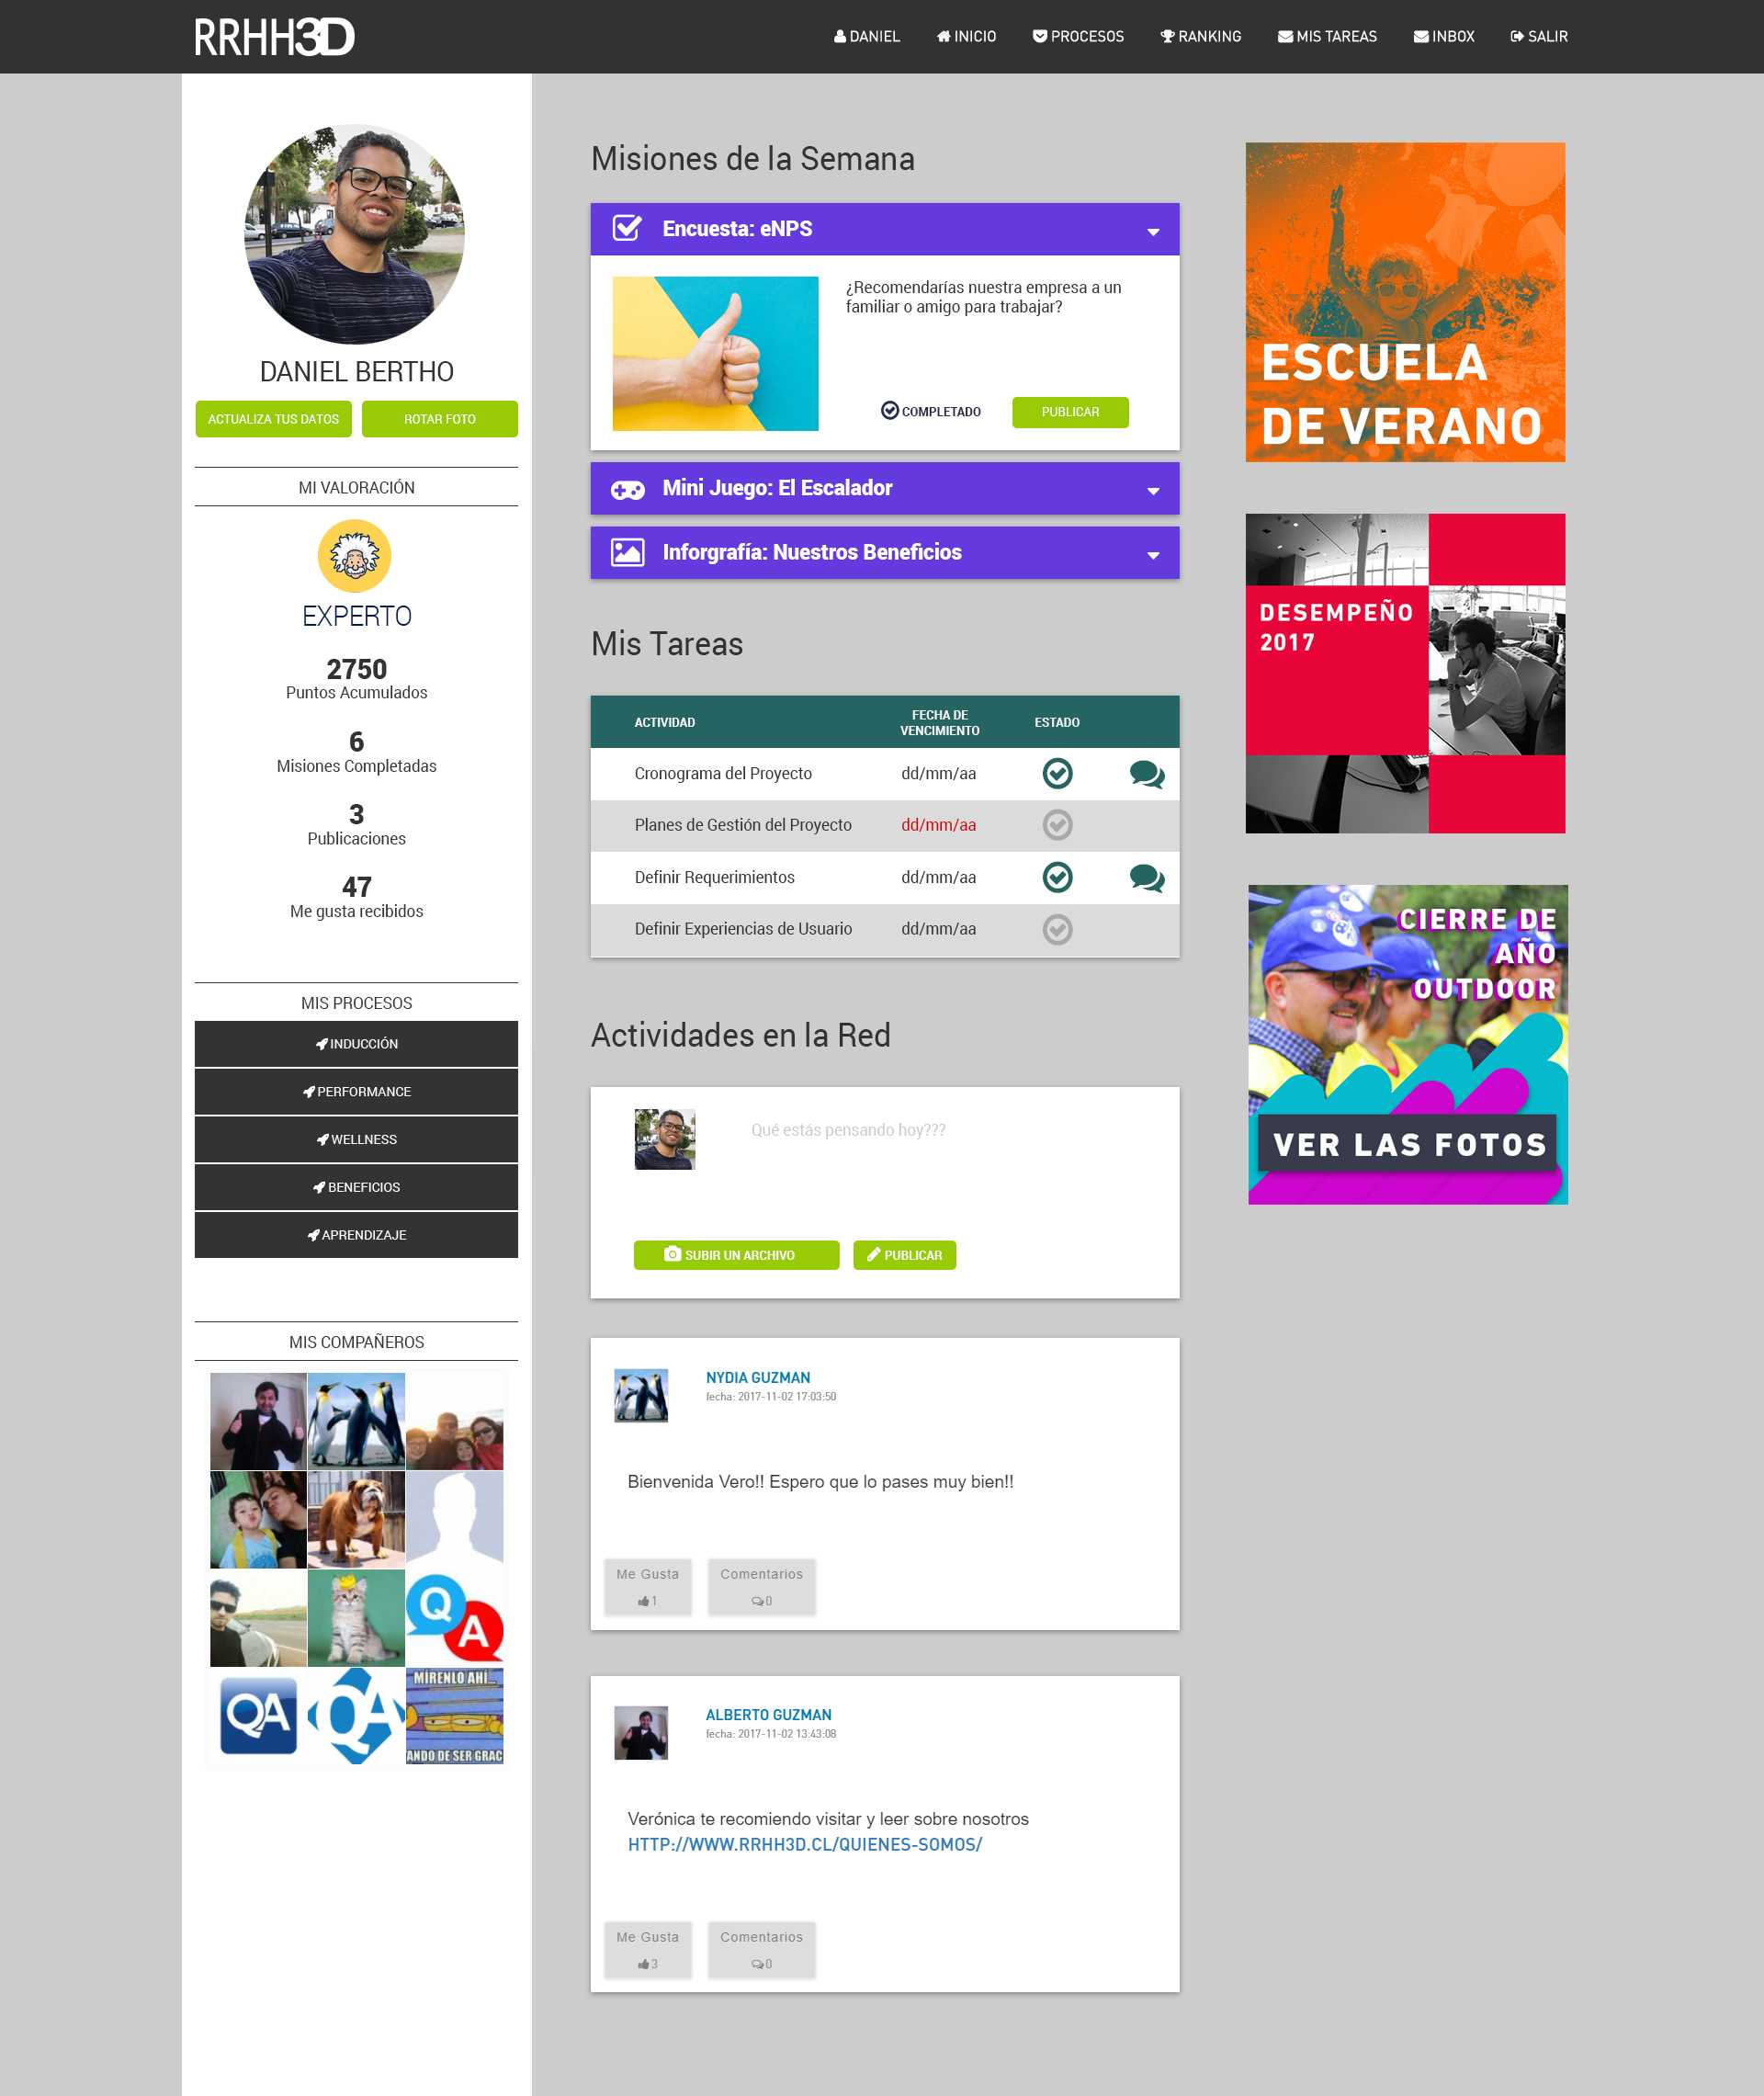 RRHH3D
DANIEL
INICIO
PROCESOS
RANKING
MIS TAREAS
INBOX
SALIR
DANIEL BERTHO
ACTUALIZA TUS DATOS
ROTAR FOTO
MI VALORACIÓN
EXPERTO
2750
Puntos Acumulados
6
Misiones Completadas
3
Publicaciones
47
Me gusta recibidos
MIS PROCESOS
INDUCCIÓN
PERFORMANCE
WELLNESS
BENEFICIOS
APRENDIZAJE
MIS COMPAÑEROS
Q
A
QA
QA
MÍRENLO AHÍ...
ANDO DE SER GRAC
Misiones de la Semana
Encuesta: eNPS
¿Recomendarías nuestra empresa a un
familiar o amigo para trabajar?
COMPLETADO
PUBLICAR
Mini Juego: El Escalador
Inforgrafía: Nuestros Beneficios
Mis Tareas
ACTIVIDAD
FECHA DE
VENCIMIENTO
ESTADO
Cronograma del Proyecto
dd/mm/aa
Planes de Gestión del Proyecto
dd/mm/aa
Definir Requerimientos
dd/mm/aa
Definir Experiencias de Usuario
dd/mm/aa
Actividades en la Red
Qué estás pensando hoy???
SUBIR UN ARCHIVO
PUBLICAR
NYDIA GUZMAN
fecha: 2017-11-02 17:03:50
Bienvenida Vero!! Espero que lo pases muy bien!!
Me Gusta
1
Comentarios
0
ALBERTO GUZMAN
fecha: 2017-11-02 13:43:08
Verónica te recomiendo visitar y leer sobre nosotros
HTTP://WWW.RRHH3D.CL/QUIENES-SOMOS/
Me Gusta
3
Comentarios
0
ESCUELA
DE VERANO
DESEMPEÑO
2017
CIERRE DE
AÑO
OUTDOOR
VER LAS FOTOS